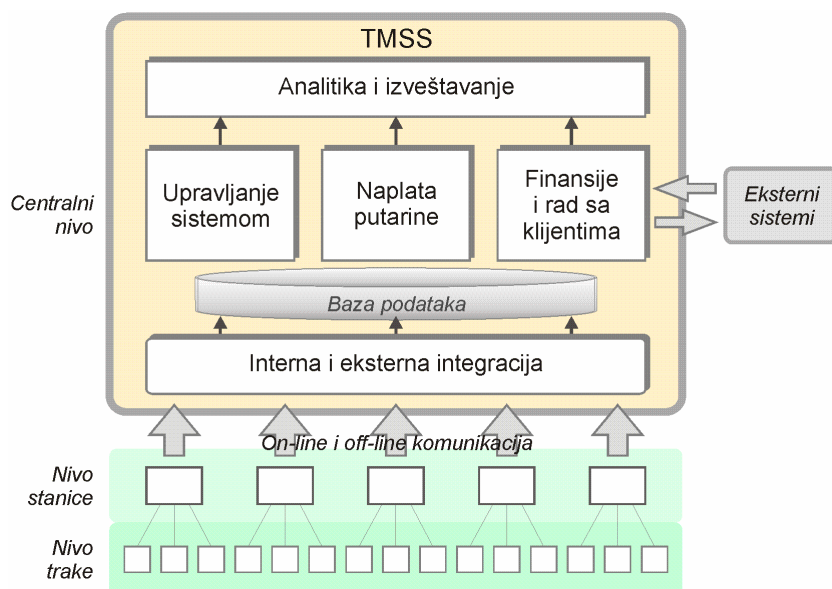 TMSS
Analitika i izveštavanje
Centralni
nivo
Upravljanje
sistemom
Naplata
putarine
Finansije
i rad sa
klijentima
Eksterni
sistemi
Baza podataka
Interna i eksterna integracija
On-line i off-line komunikacija
Nivo
stanice
Nivo
trake